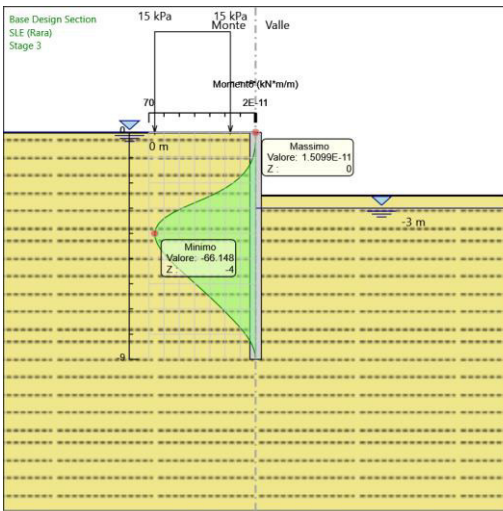 Base Design Section
SLE (Rara)
Stage 3
15 kPa
15 kPa
Monte
Valle
Momento (kN*m/m)
70
2E-11
0
0 m
Massimo
Valore: 1.5099E-11
Z : 0
-3 m
Minimo
Valore: -66.148
Z : -4
-9